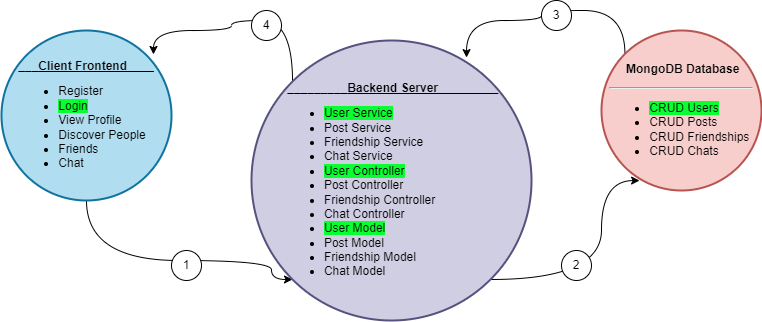 4
3
Client Frontend
Register
Login
View Profile
Discover People
Friends
Chat
Backend Server
User Service
Post Service
Friendship Service
Chat Service
User Controller
Post Controller
Friendship Controller
Chat Controller
User Model
Post Model
Friendship Model
Chat Model
MongoDB Database
CRUD Users
CRUD Posts
CRUD Friendships
CRUD Chats
1
2